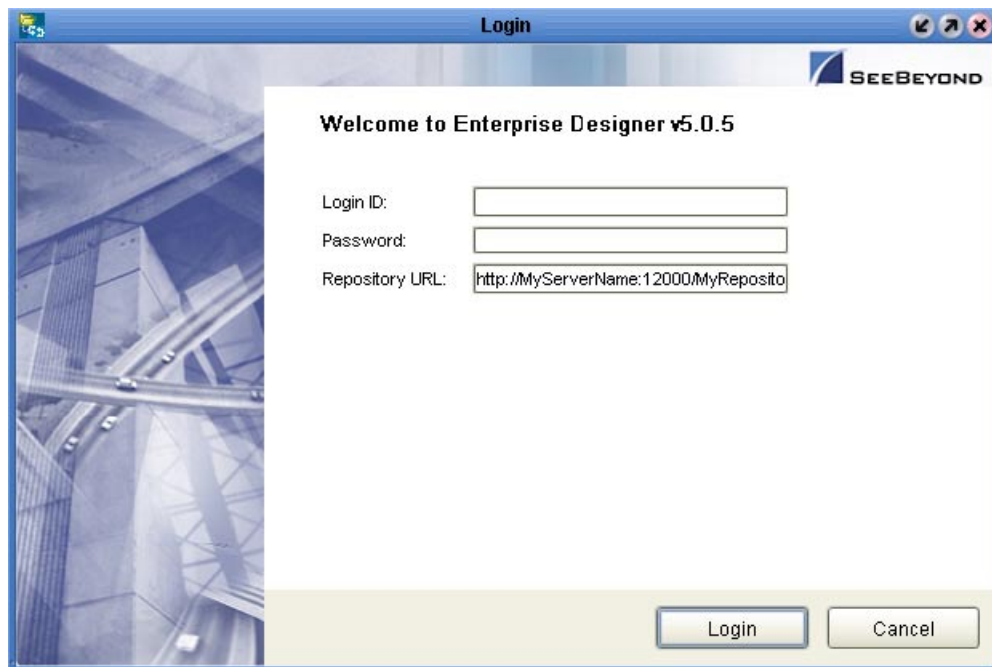 Login
SEEBEYOND
Welcome to Enterprise Designer v5.0.5
Login ID:
Password:
Repository URL: http://MyServerName:12000/MyReposito
Login Cancel